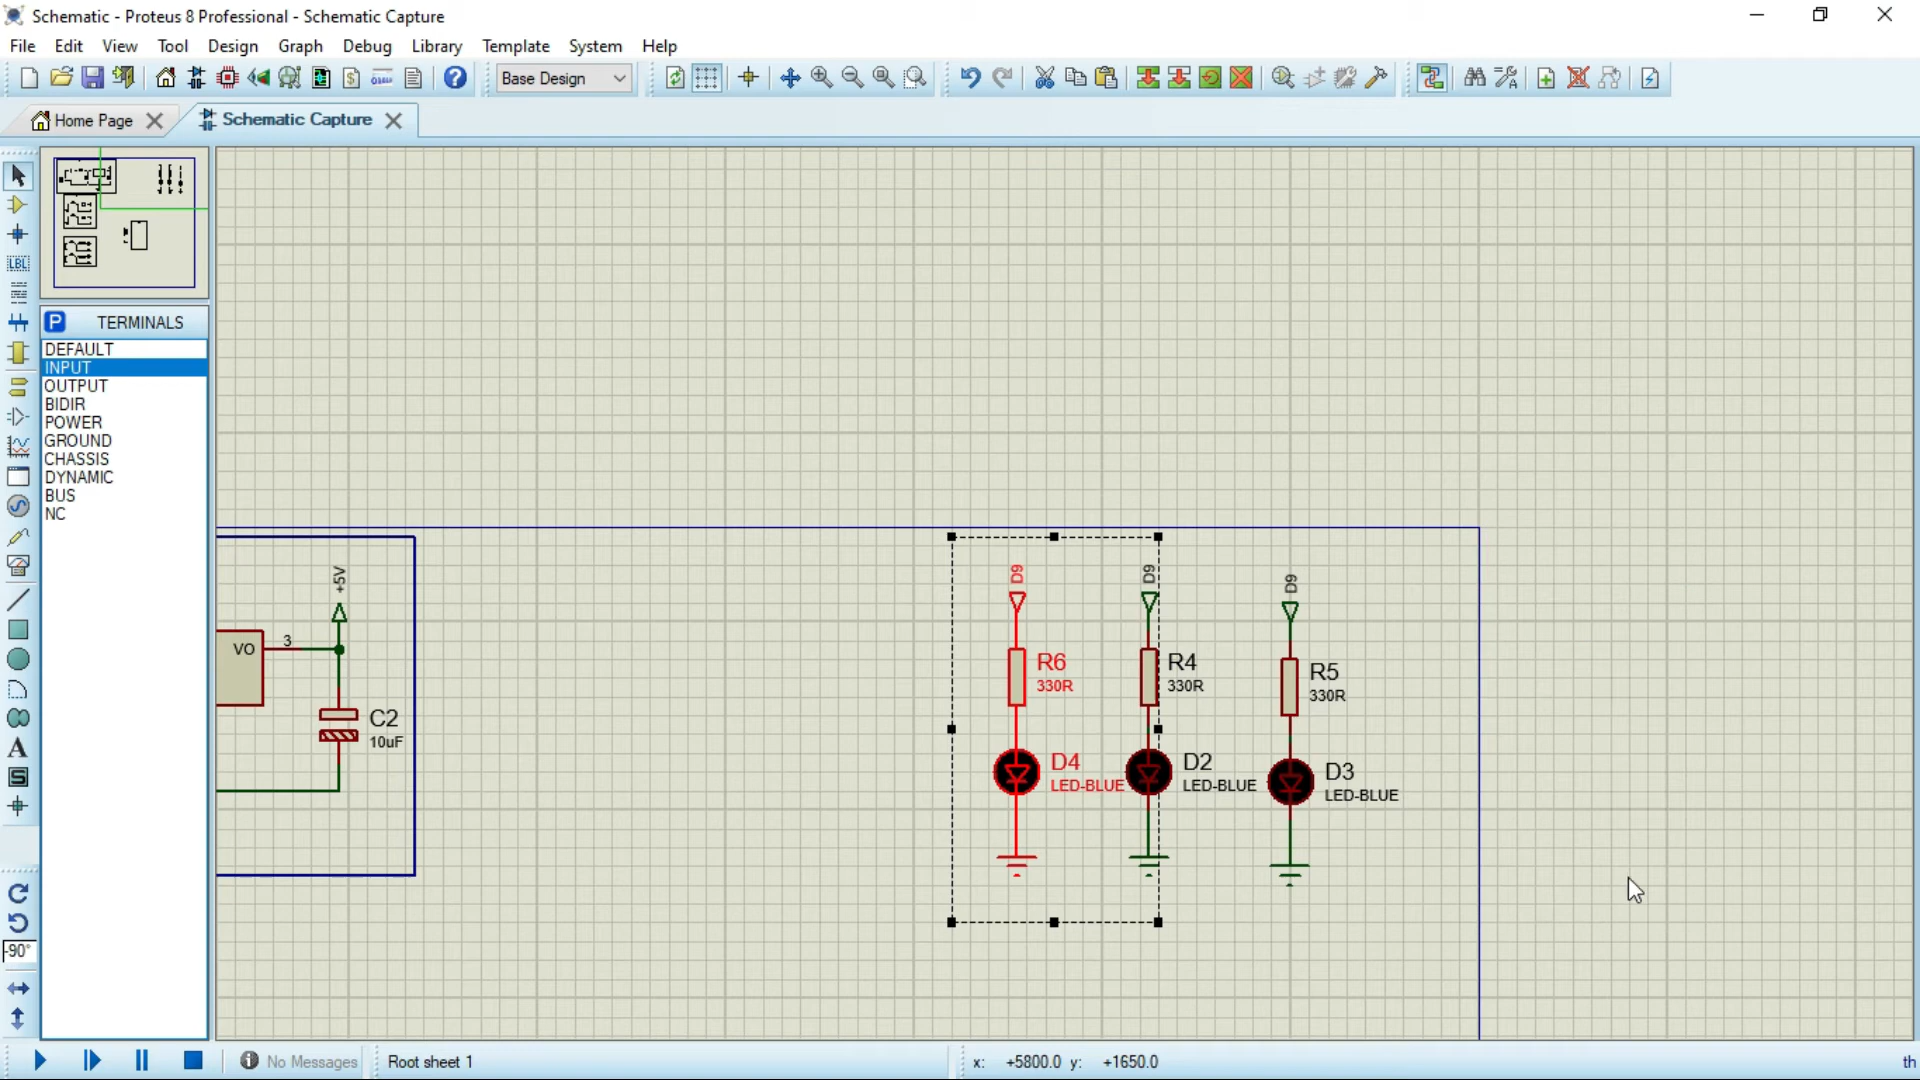 Schematic - Proteus 8 Professional - Schematic Capture
File Edit View Tool Design Graph Debug Library Template System Help
Base Design
Home Page Schematic Capture
LBL
P TERMINALS
DEFAULT
INPUT
OUTPUT
BIDIR
POWER
GROUND
CHASSIS
DYNAMIC
BUS
NC
A
S
-90°
+5V
VO 3
C2
10uF
D9 D9 D9
R6
330R
R4
330R
R5
330R
D4
LED-BLUE
D2
LED-BLUE
D3
LED-BLUE
No Messages Root sheet 1 x: +5800.0 y: +1650.0 th